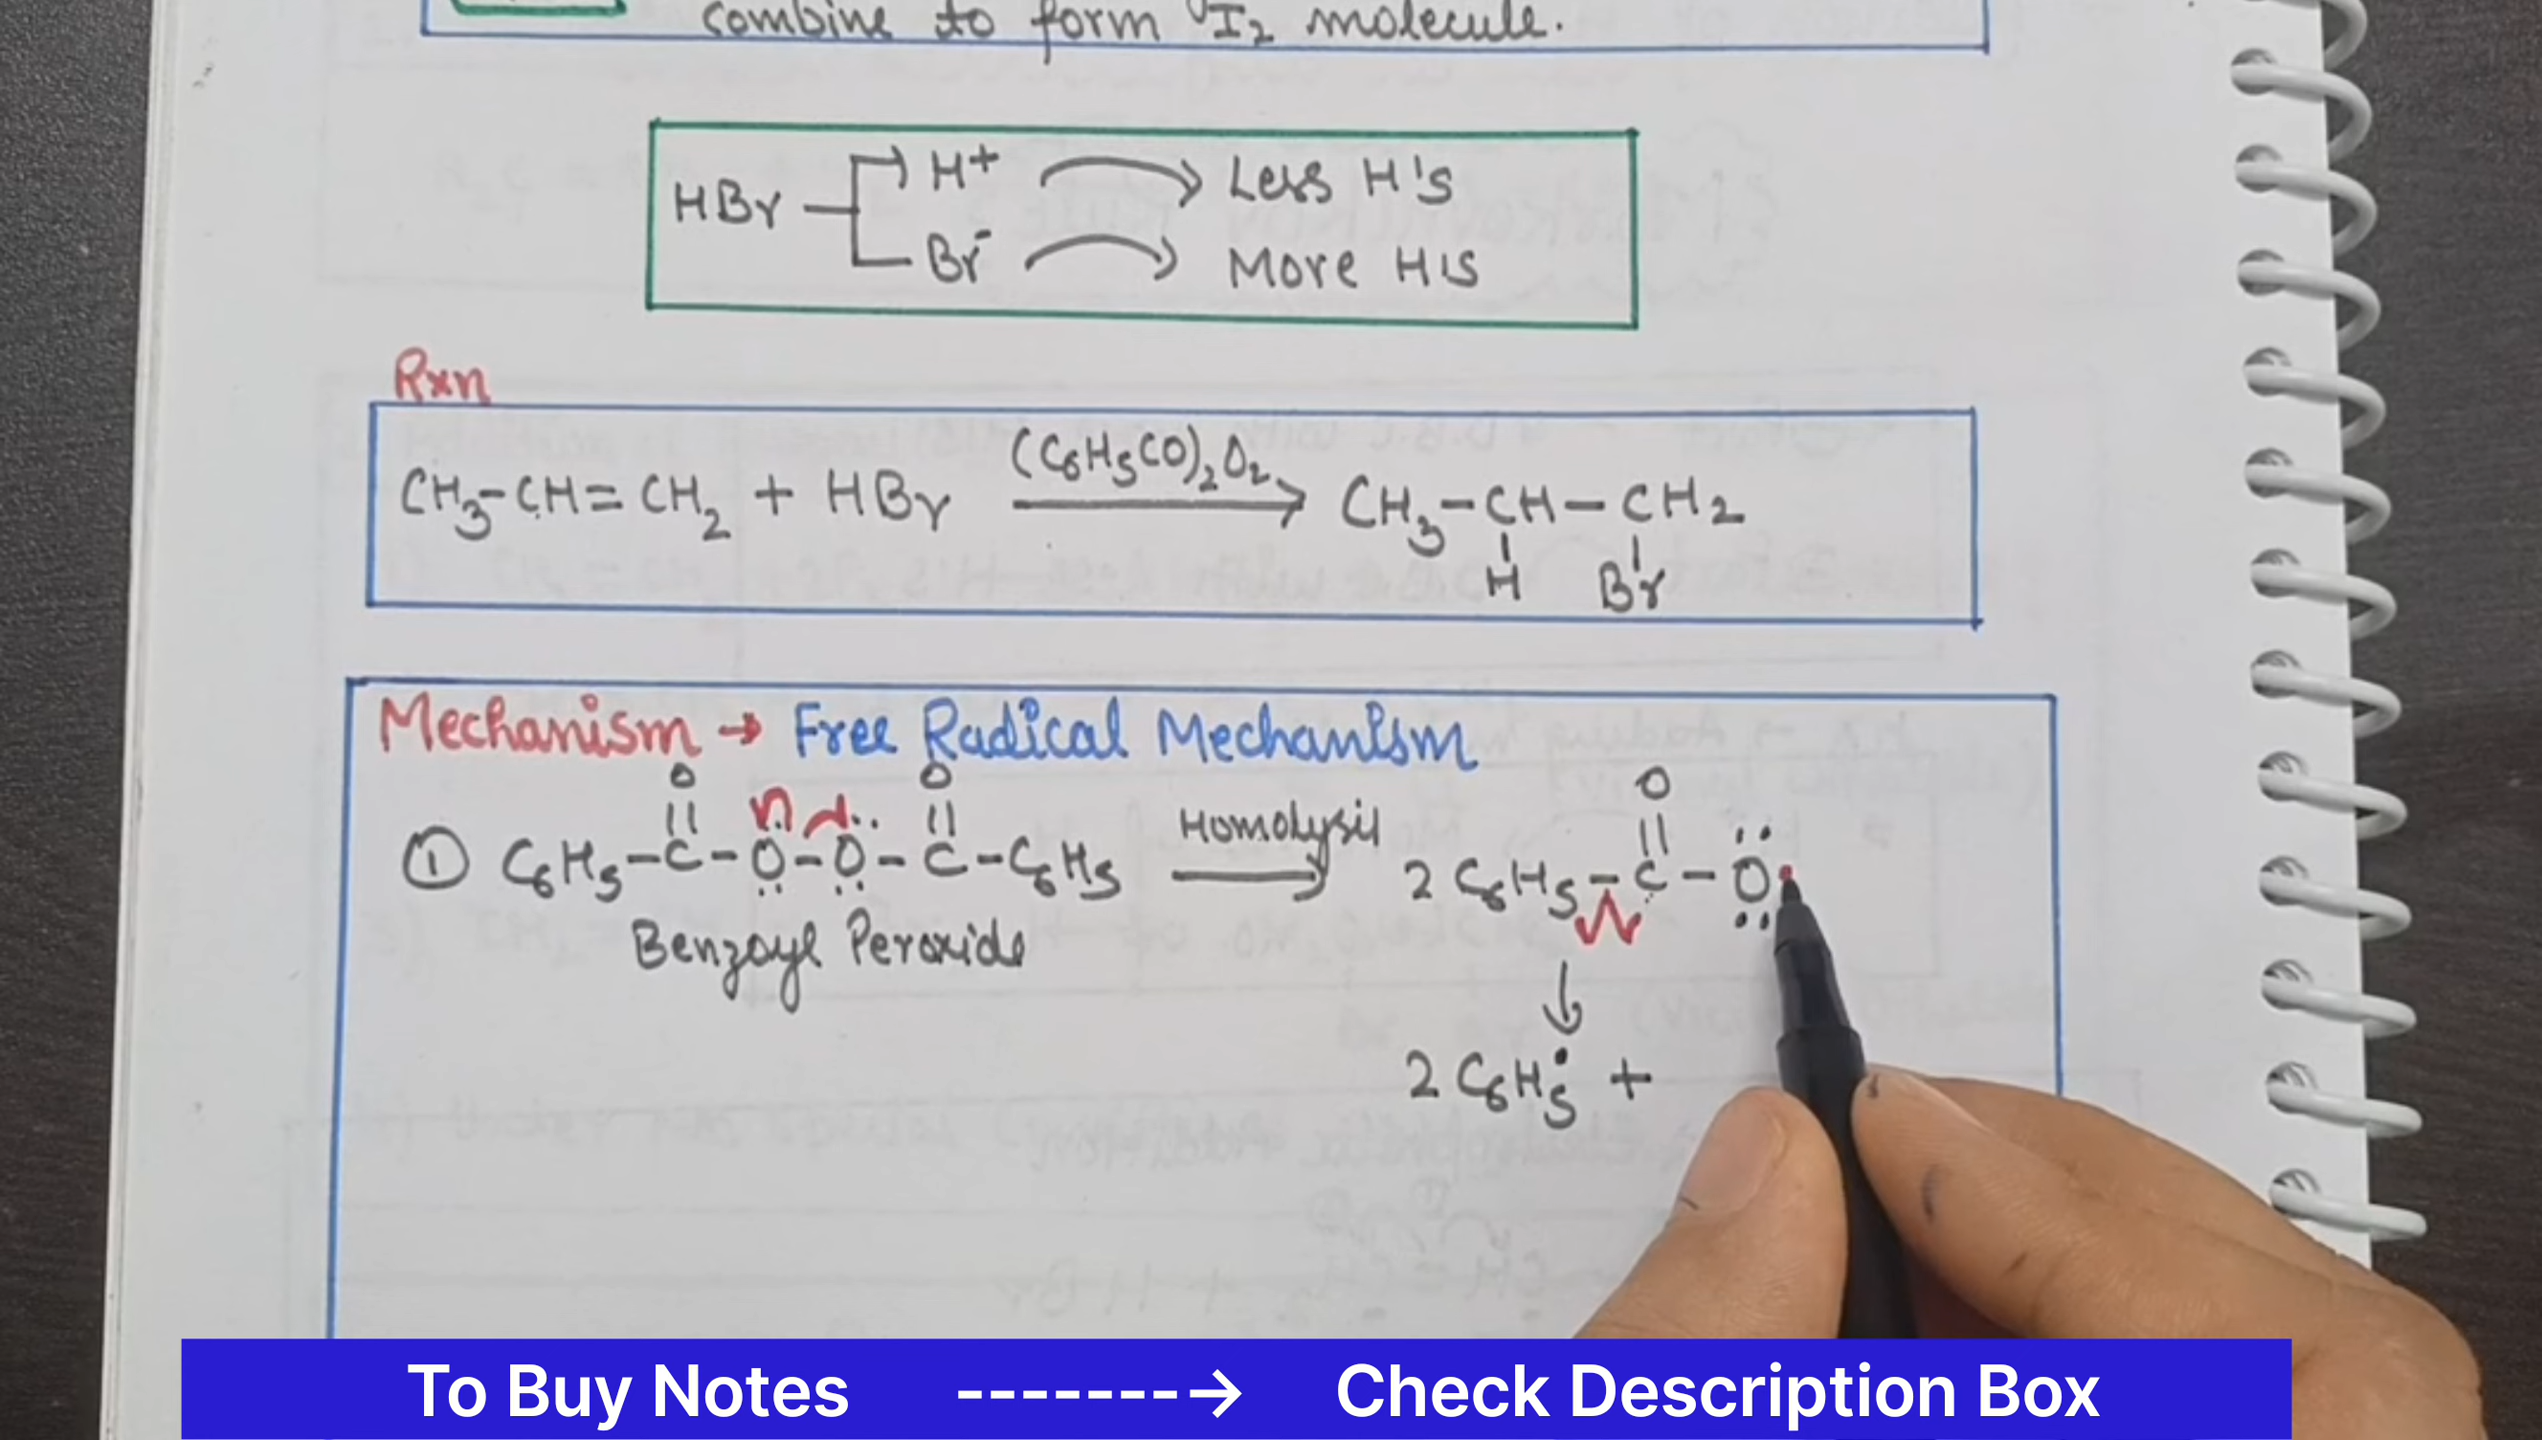 combine to form I2 molecule.
HBr H+ Less H's
Br- More H's
Rxn
(C6H5CO)2O2
CH3-CH=CH2 + HBr → CH3-CH-CH2
H Br
Mechanism → Free Radical Mechanism
O O O
|| || ||
① C6H5-C-O-O-C-C6H5 Homolysis → 2 C6H5-C-O•
Benzoyl Peroxide
↓
2 C6H5• +
To Buy Notes -------→ Check Description Box